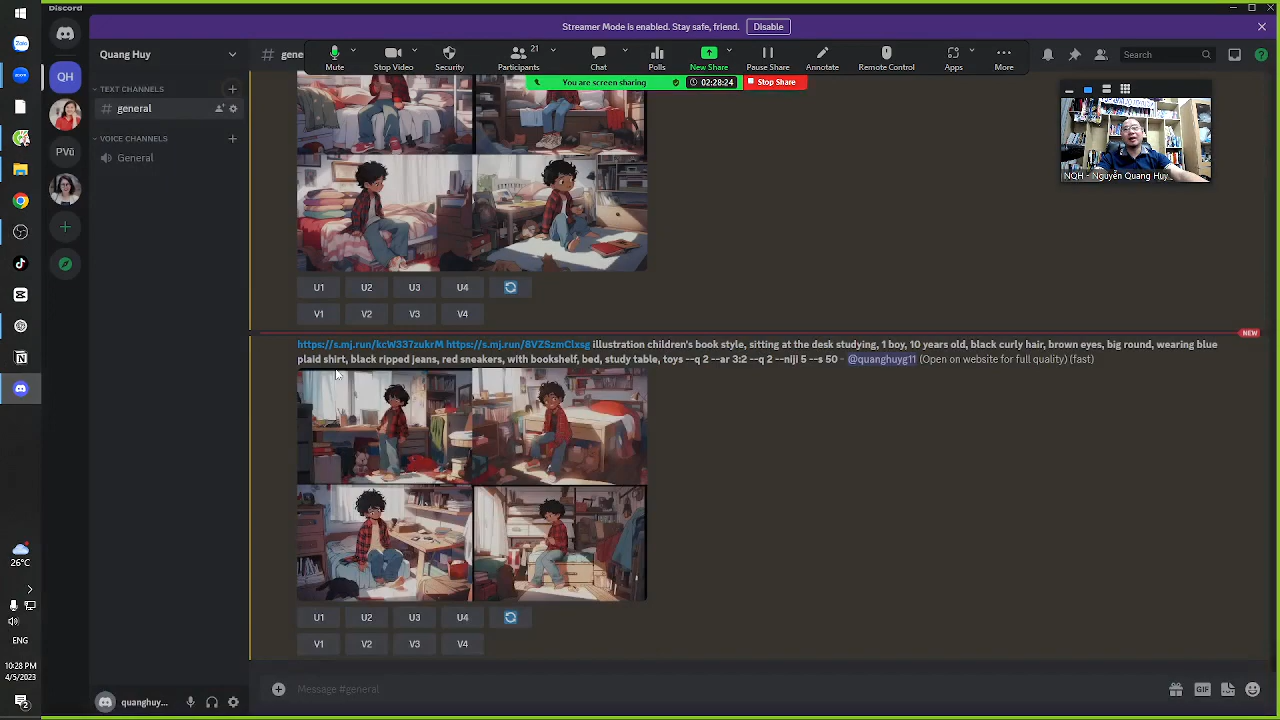 Discord
Streamer Mode is enabled. Stay safe, friend. Disable
Quang Huy
# gene
Mute Stop Video Security Participants 21 Chat Polls New Share Pause Share Annotate Remote Control Apps More
Search
You are screen sharing 02:28:24 Stop Share
QH
TEXT CHANNELS
general
VOICE CHANNELS
General
PVũ
NQH - Nguyễn Quang Huy...
U1 U2 U3 U4
V1 V2 V3 V4
NEW
https://s.mj.run/kcW337zukrM https://s.mj.run/8VZSzmClxsg illustration children's book style, sitting at the desk studying, 1 boy, 10 years old, black curly hair, brown eyes, big round, wearing blue
plaid shirt, black ripped jeans, red sneakers, with bookshelf, bed, study table, toys --q 2 --ar 3:2 --q 2 --niji 5 --s 50 - @quanghuyg11 (Open on website for full quality) (fast)
U1 U2 U3 U4
V1 V2 V3 V4
Message #general
GIF
quanghuy...
Zalo
zoom
26°C
ENG
10:28 PM
4/5/2023
2